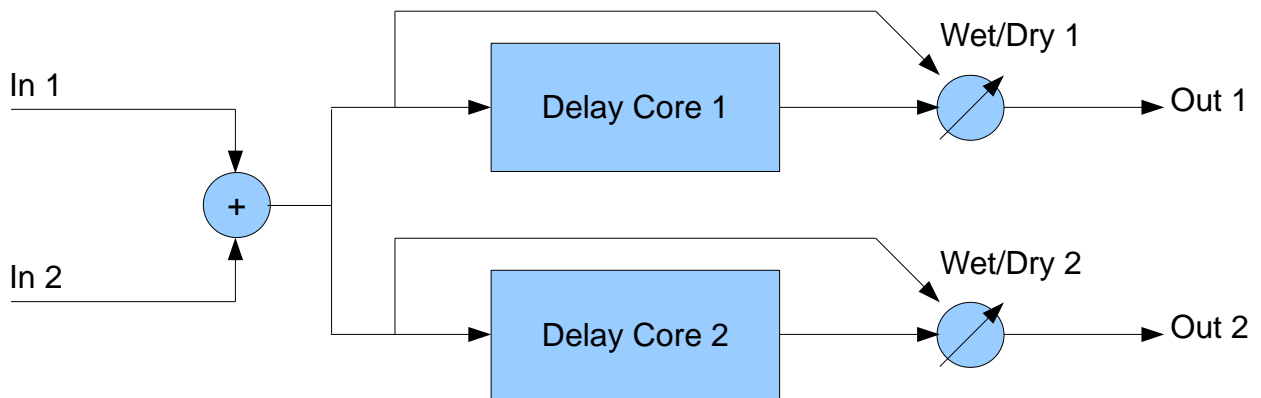 Wet/Dry 1
In 1
Delay Core 1
Out 1
+
In 2
Wet/Dry 2
Delay Core 2
Out 2